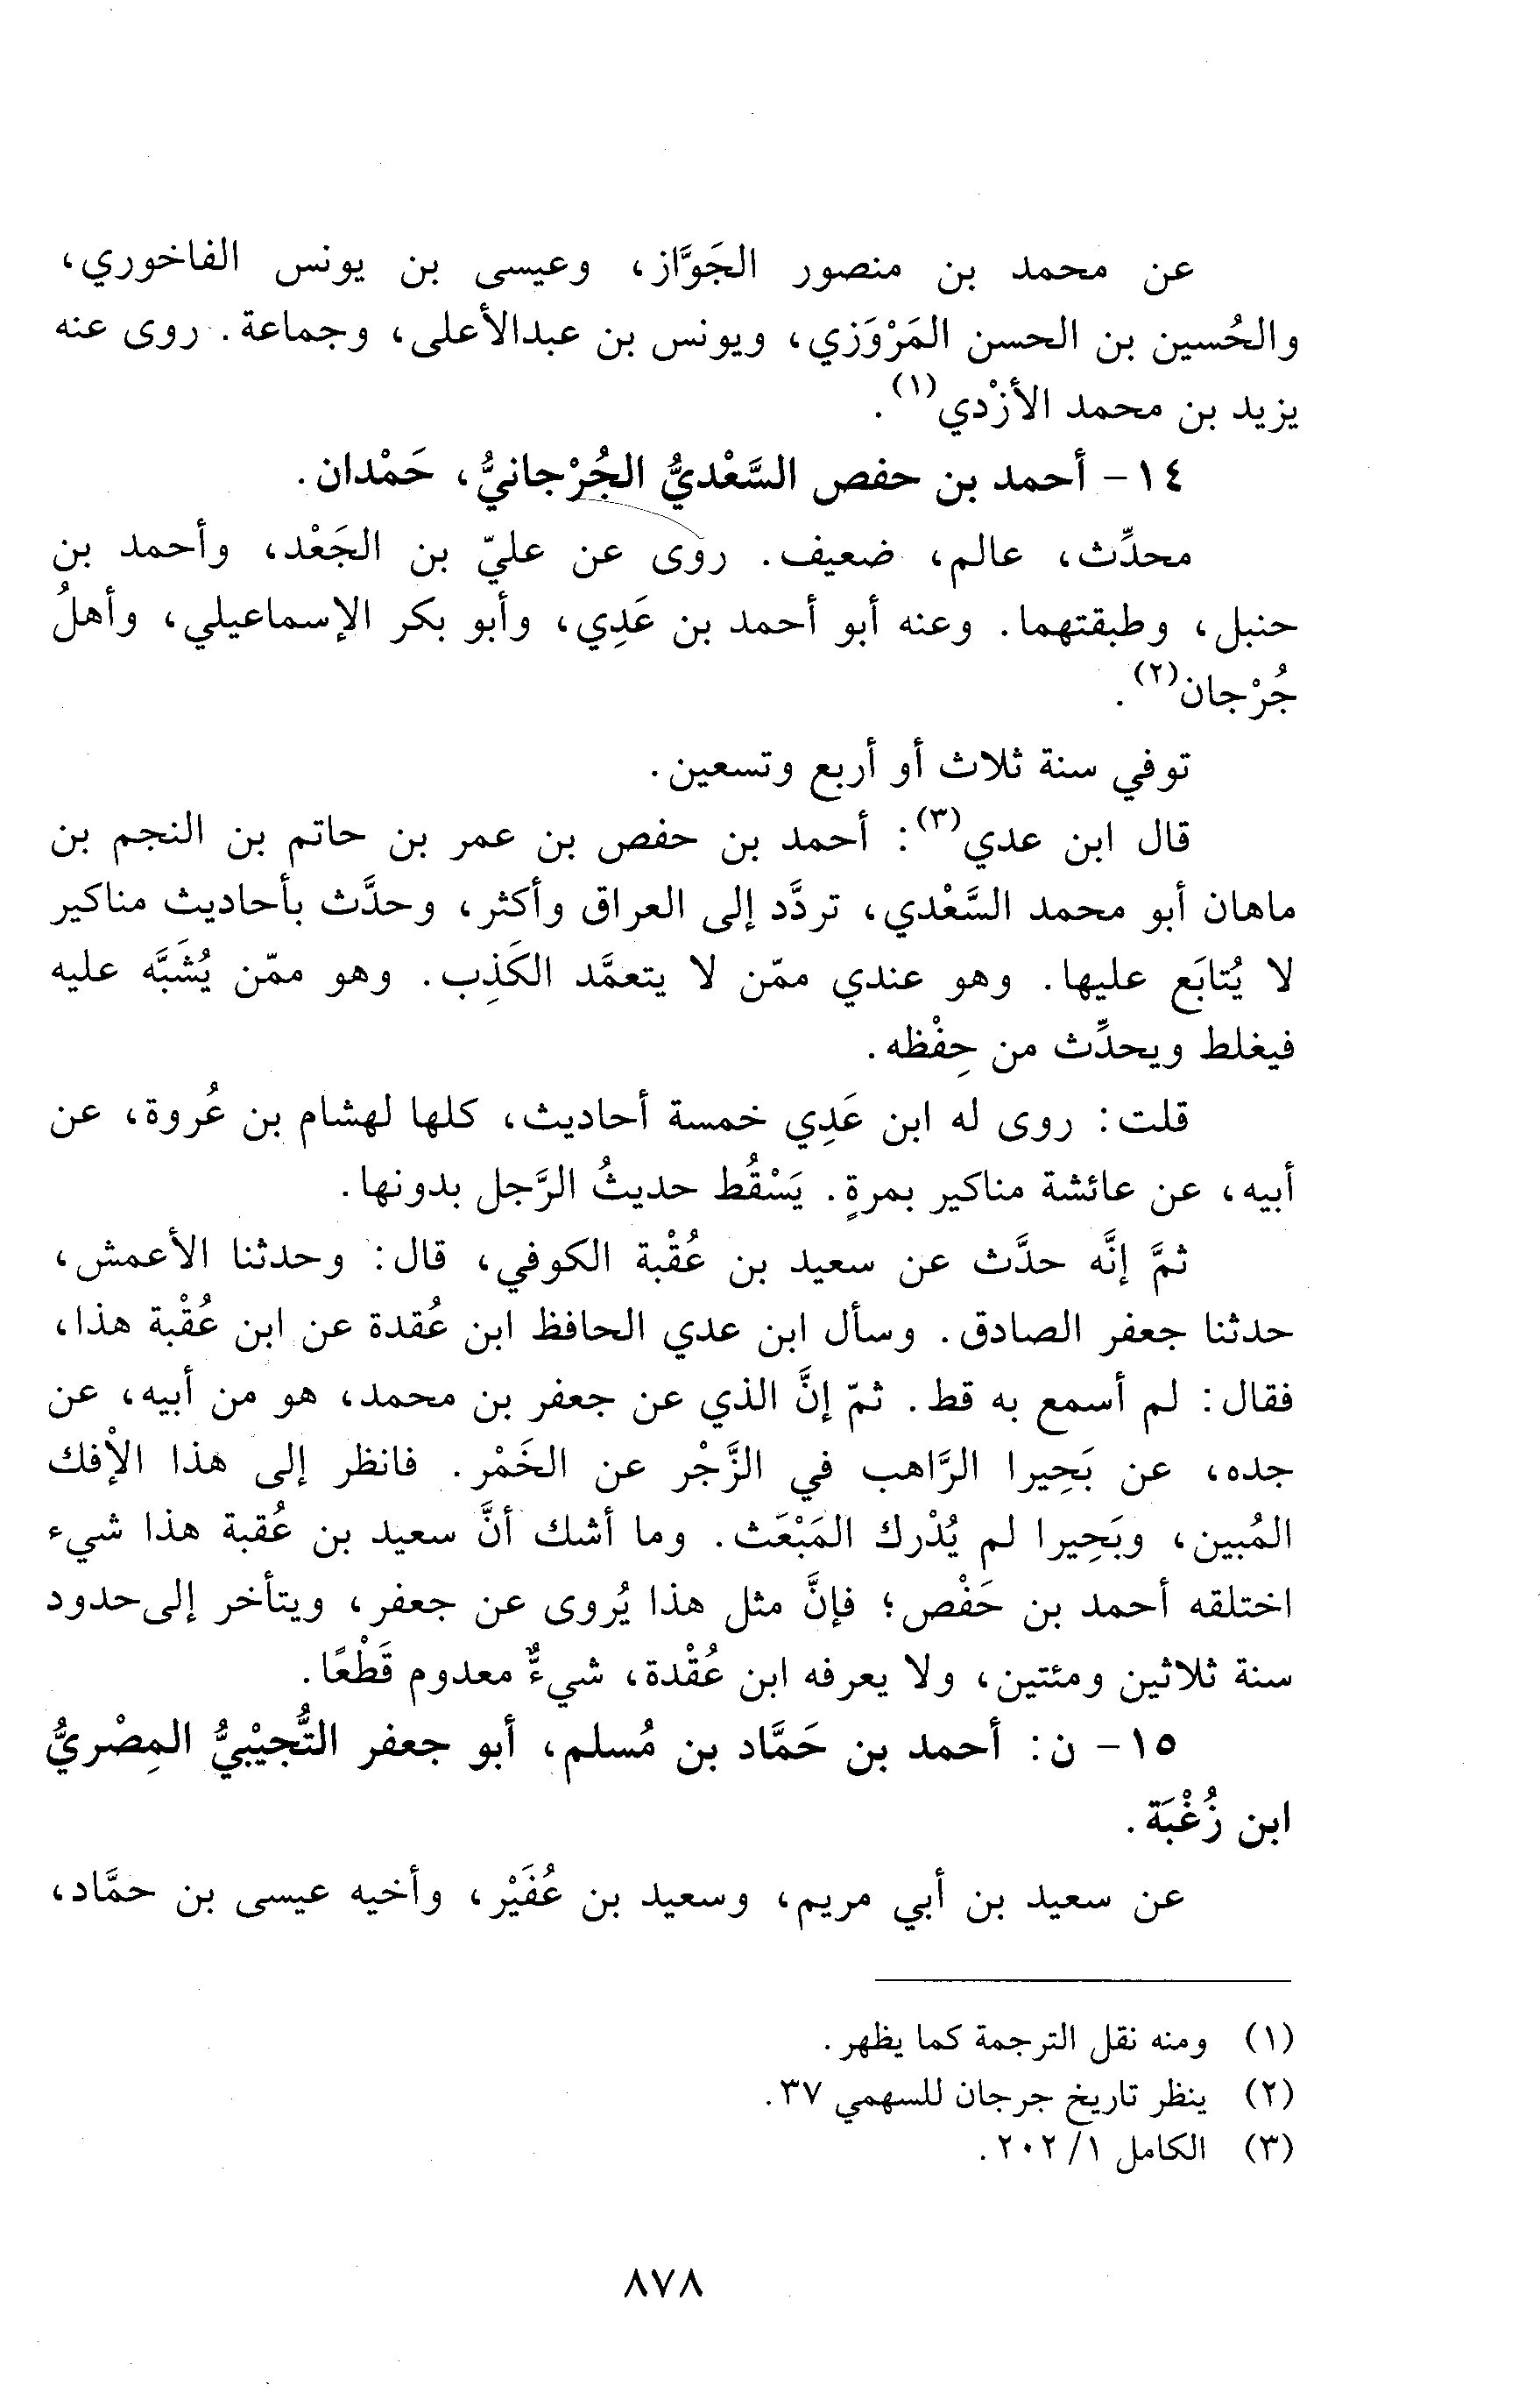 عن محمد بن منصور الجَوَّاز، وعيسى بن يونس الفاخوري،
والحُسين بن الحسن المَرْوَزي، ويونس بن عبدالأعلى، وجماعة. روى عنه
يزيد بن محمد الأزْدي(١).
١٤- أحمد بن حفص السَّعْديُّ الجُرْجانيُّ، حَمْدان.
محدِّث، عالم، ضعيف. روى عن عليّ بن الجَعْد، وأحمد بن
حنبل، وطبقتهما. وعنه أبو أحمد بن عَدِي، وأبو بكر الإسماعيلي، وأهلُ
جُرْجان(٢).
توفي سنة ثلاث أو أربع وتسعين.
قال ابن عدي(٣): أحمد بن حفص بن عمر بن حاتم بن النجم بن
ماهان أبو محمد السَّعْدي، تردَّد إلى العراق وأكثر، وحدَّث بأحاديث مناكير
لا يُتابَع عليها. وهو عندي ممّن لا يتعمَّد الكَذِب. وهو ممّن يُشَبَّه عليه
فيغلط ويحدِّث من حِفْظه.
قلت: روى له ابن عَدِي خمسة أحاديث، كلها لهشام بن عُروة، عن
أبيه، عن عائشة مناكير بمرةٍ. يَسْقُط حديثُ الرَّجل بدونها.
ثمَّ إنَّه حدَّث عن سعيد بن عُقْبة الكوفي، قال: وحدثنا الأعمش،
حدثنا جعفر الصادق. وسأل ابن عدي الحافظ ابن عُقدة عن ابن عُقْبة هذا،
فقال: لم أسمع به قط. ثمّ إنَّ الذي عن جعفر بن محمد، هو من أبيه، عن
جده، عن بَحِيرا الرَّاهب في الزَّجْر عن الخَمْر. فانظر إلى هذا الإْفك
المُبين، وبَحِيرا لم يُدْرك المَبْعَث. وما أشك أنَّ سعيد بن عُقبة هذا شيء
اختلقه أحمد بن حَفْص؛ فإنَّ مثل هذا يُروى عن جعفر، ويتأخر إلى حدود
سنة ثلاثين ومئتين، ولا يعرفه ابن عُقْدة، شيءٌ معدوم قَطْعًا.
١٥- ن: أحمد بن حَمَّاد بن مُسلم، أبو جعفر التُّجيْبيُّ المِصْريُّ
ابن زُغْبَة.
عن سعيد بن أبي مريم، وسعيد بن عُفَيْر، وأخيه عيسى بن حمَّاد،
(١) ومنه نقل الترجمة كما يظهر.
(٢) ينظر تاريخ جرجان للسهمي ٣٧.
(٣) الكامل ١/ ٢٠٢.
٨٧٨